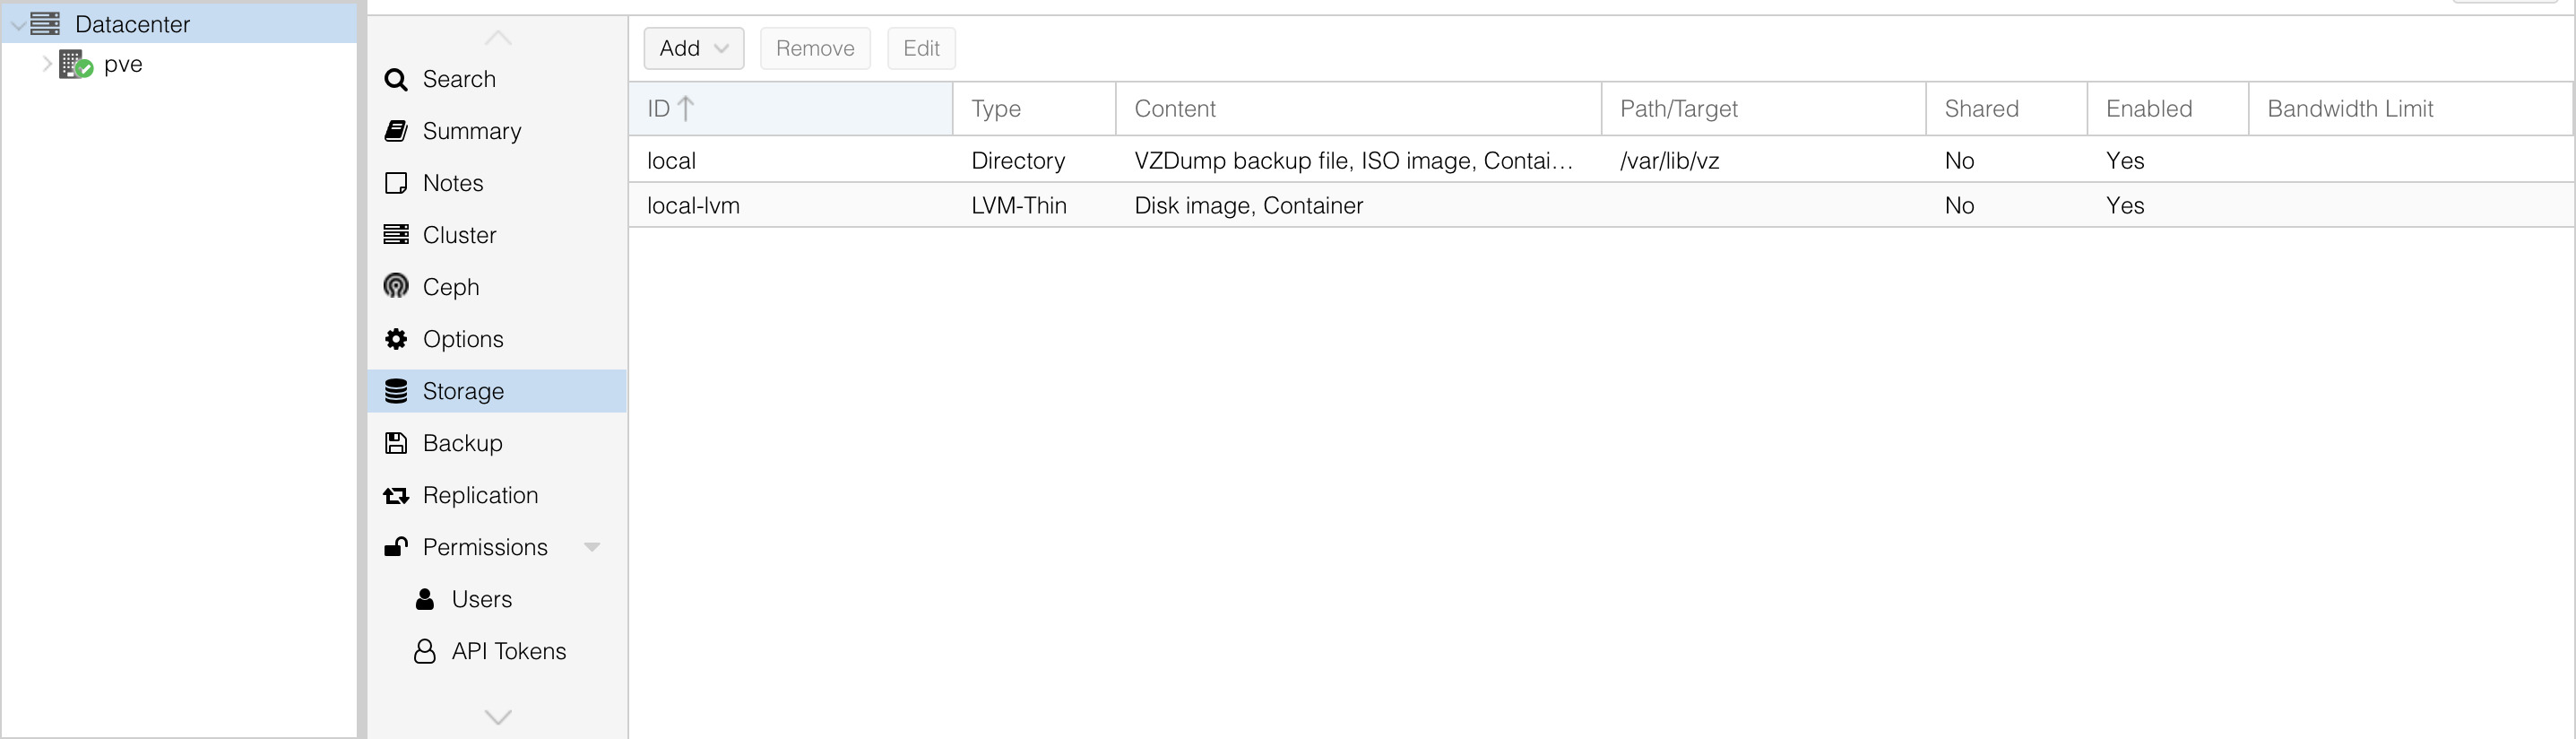 Datacenter
pve
Search
Summary
Notes
Cluster
Ceph
Options
Storage
Backup
Replication
Permissions
Users
API Tokens
Add Remove Edit
ID Type Content Path/Target Shared Enabled Bandwidth Limit
local Directory VZDump backup file, ISO image, Contai... /var/lib/vz No Yes
local-lvm LVM-Thin Disk image, Container No Yes